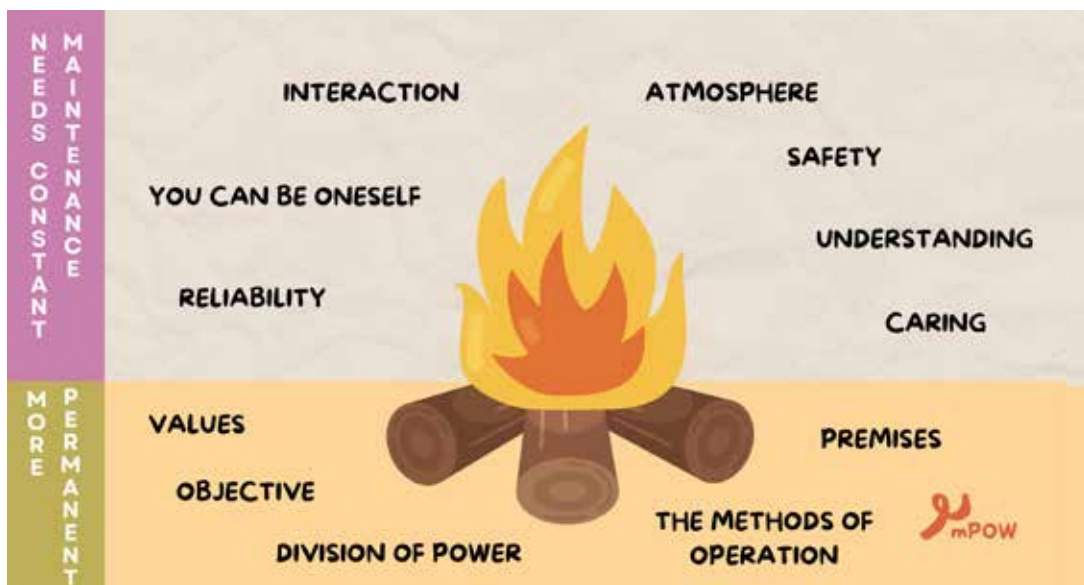 NEEDS CONSTANT
MAINTENANCE
INTERACTION
ATMOSPHERE
SAFETY
YOU CAN BE ONESELF
UNDERSTANDING
RELIABILITY
CARING
MORE
PERMANENT
VALUES
PREMISES
OBJECTIVE
THE METHODS OF
OPERATION
DIVISION OF POWER
mPOW